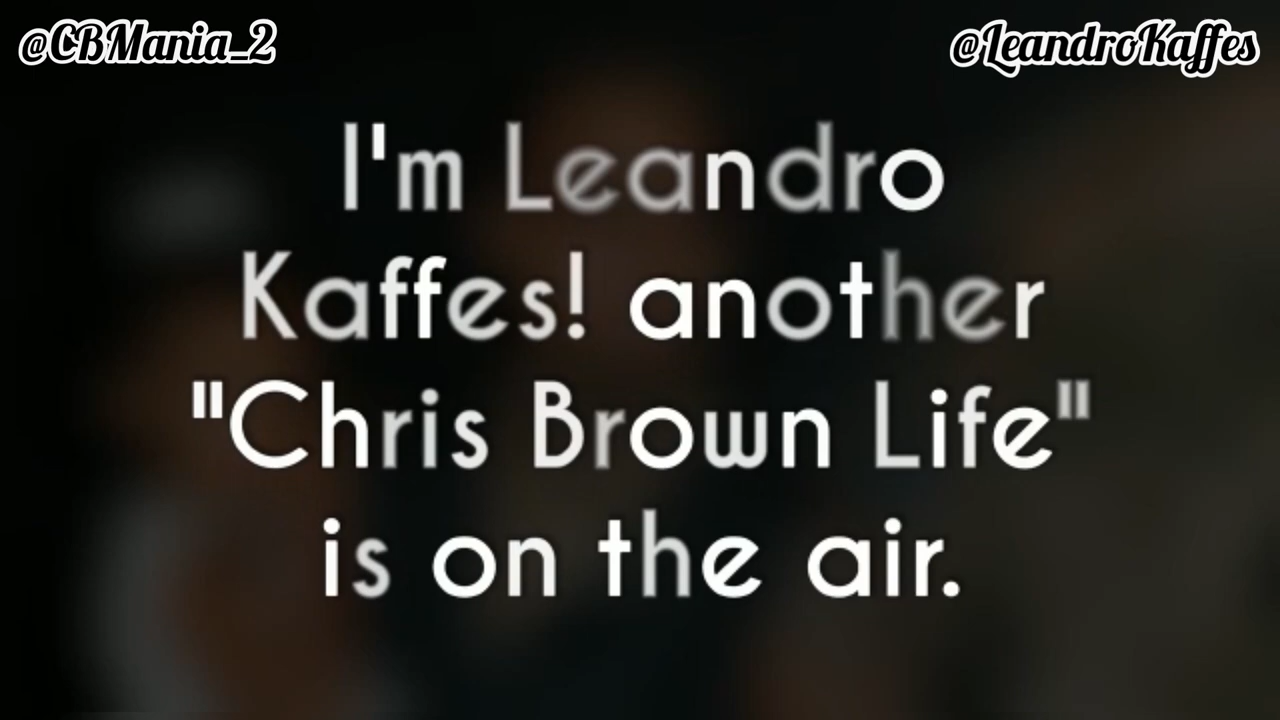 @CBMania_2
@LeandroKaffes
I'm Leandro
Kaffes! another
"Chris Brown Life"
is on the air.